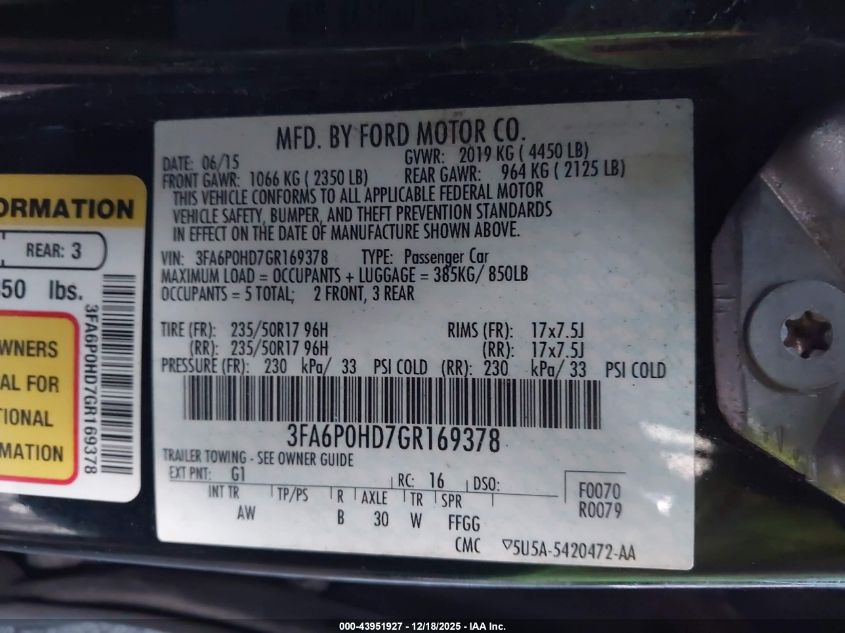 MFD. BY FORD MOTOR CO.
DATE: 06/15 GVWR: 2019 KG ( 4450 LB)
FRONT GAWR: 1066 KG ( 2350 LB) REAR GAWR: 964 KG ( 2125 LB)
THIS VEHICLE CONFORMS TO ALL APPLICABLE FEDERAL MOTOR
VEHICLE SAFETY, BUMPER, AND THEFT PREVENTION STANDARDS
IN EFFECT ON THE DATE OF MANUFACTURE SHOWN ABOVE.
VIN: 3FA6P0HD7GR169378 TYPE: Passenger Car
MAXIMUM LOAD = OCCUPANTS + LUGGAGE = 385KG/ 850LB
OCCUPANTS = 5 TOTAL; 2 FRONT, 3 REAR
TIRE (FR): 235/50R17 96H RIMS (FR): 17x7.5J
(RR): 235/50R17 96H (RR): 17x7.5J
PRESSURE (FR): 230 kPa/ 33 PSI COLD (RR): 230 kPa/ 33 PSI COLD
3FA6P0HD7GR169378
TRAILER TOWING - SEE OWNER GUIDE
EXT PNT: G1 RC: 16 DSO: F0070
R0079
INT TR TP/PS R AXLE TR SPR
AW B 30 W FFGG
CMC ▽5U5A-5420472-AA
ORMATION
REAR: 3
50 lbs.
3FA6P0HD7GR169378
WNERS
AL FOR
TIONAL
RMATION
000-43951927 - 12/18/2025 - IAA Inc.